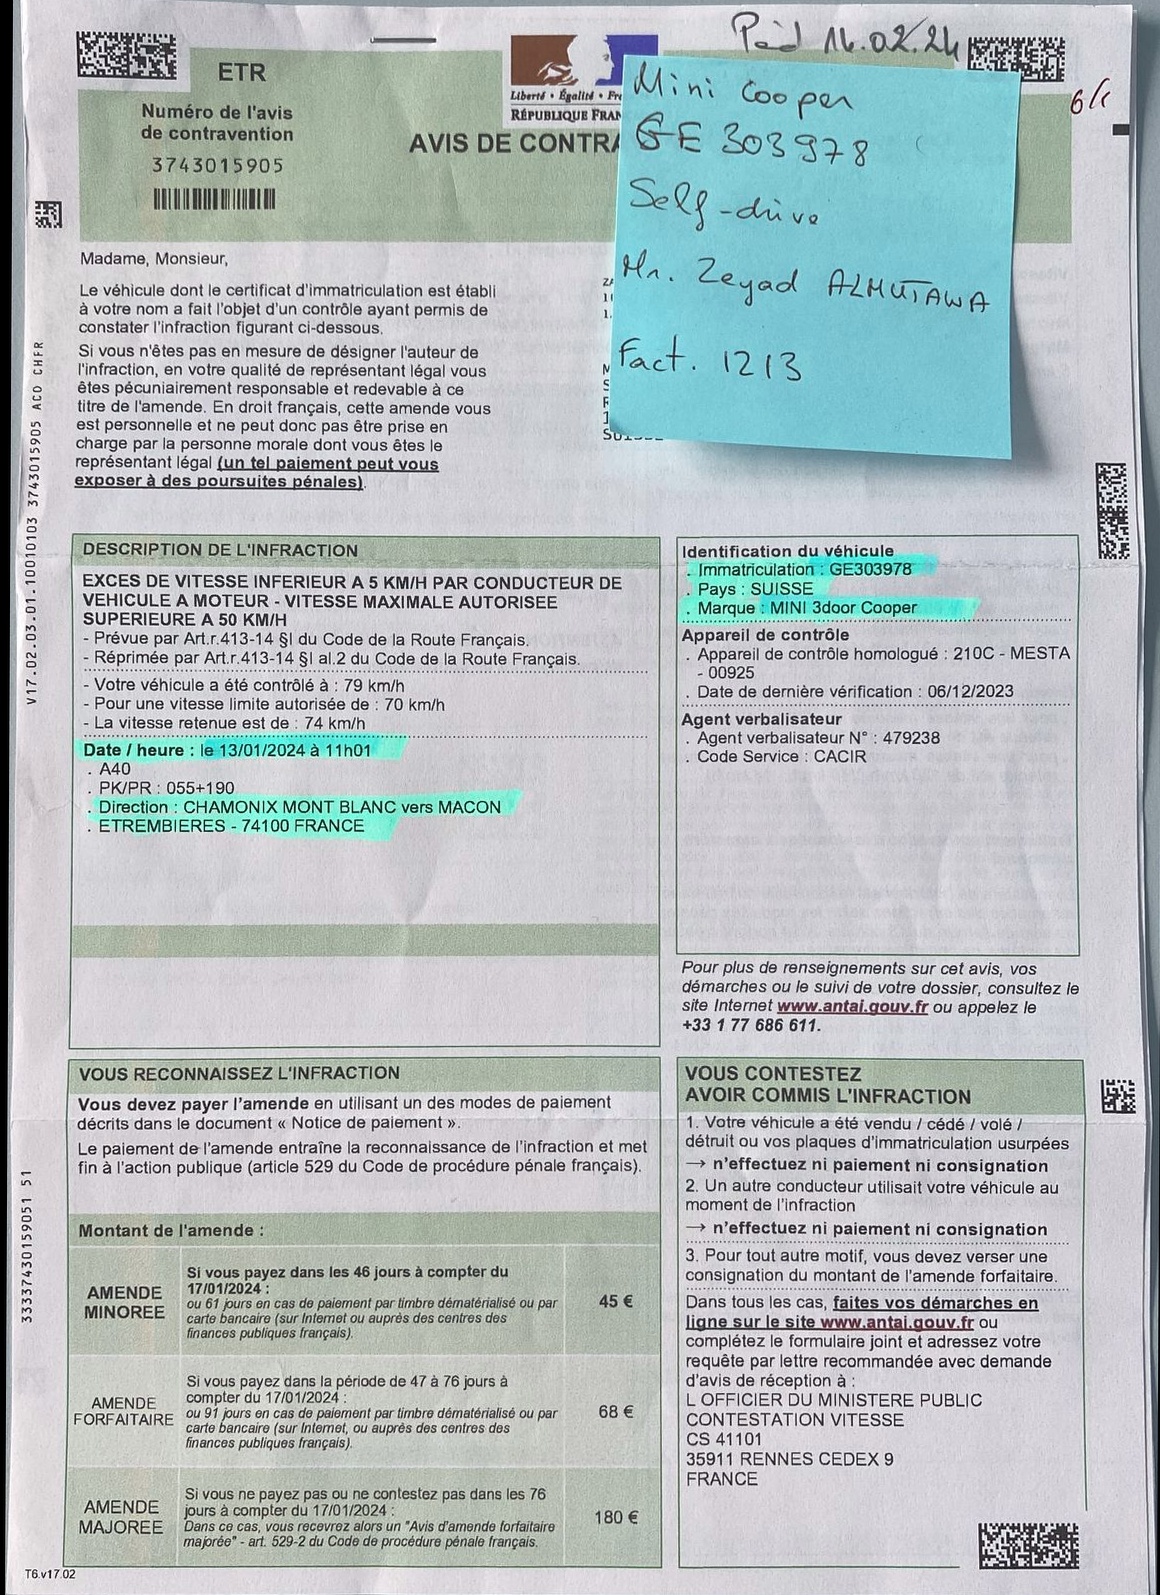 Paid 14.02.24
6/1
Mini Cooper
GE 303978
Self-drive
Mr. Zeyad ALMUTAWA
Fact. 1213
ETR
Numéro de l'avis
de contravention
3743015905
Liberté • Égalité • Fr
RÉPUBLIQUE FRAN
AVIS DE CONTRA
Madame, Monsieur,
Le véhicule dont le certificat d'immatriculation est établi
à votre nom a fait l'objet d'un contrôle ayant permis de
constater l'infraction figurant ci-dessous.
Si vous n'êtes pas en mesure de désigner l'auteur de
l'infraction, en votre qualité de représentant légal vous
êtes pécuniairement responsable et redevable à ce
titre de l'amende. En droit français, cette amende vous
est personnelle et ne peut donc pas être prise en
charge par la personne morale dont vous êtes le
représentant légal (un tel paiement peut vous
exposer à des poursuites pénales).
V17.02.03.01.10010103 3743015905 ACO CHFR
DESCRIPTION DE L'INFRACTION
EXCES DE VITESSE INFERIEUR A 5 KM/H PAR CONDUCTEUR DE
VEHICULE A MOTEUR - VITESSE MAXIMALE AUTORISEE
SUPERIEURE A 50 KM/H
- Prévue par Art.r.413-14 §I du Code de la Route Français.
- Réprimée par Art.r.413-14 §I al.2 du Code de la Route Français.
- Votre véhicule a été contrôlé à : 79 km/h
- Pour une vitesse limite autorisée de : 70 km/h
- La vitesse retenue est de : 74 km/h
Date / heure : le 13/01/2024 à 11h01
. A40
. PK/PR : 055+190
. Direction : CHAMONIX MONT BLANC vers MACON
. ETREMBIERES - 74100 FRANCE
Identification du véhicule
. Immatriculation : GE303978
. Pays : SUISSE
. Marque : MINI 3door Cooper
Appareil de contrôle
. Appareil de contrôle homologué : 210C - MESTA
- 00925
. Date de dernière vérification : 06/12/2023
Agent verbalisateur
. Agent verbalisateur N° : 479238
. Code Service : CACIR
Pour plus de renseignements sur cet avis, vos
démarches ou le suivi de votre dossier, consultez le
site Internet www.antai.gouv.fr ou appelez le
+33 1 77 686 611.
VOUS RECONNAISSEZ L'INFRACTION
Vous devez payer l'amende en utilisant un des modes de paiement
décrits dans le document « Notice de paiement ».
Le paiement de l'amende entraîne la reconnaissance de l'infraction et met
fin à l'action publique (article 529 du Code de procédure pénale français).
Montant de l'amende :
AMENDE
MINOREE
Si vous payez dans les 46 jours à compter du
17/01/2024 :
ou 61 jours en cas de paiement par timbre dématérialisé ou par
carte bancaire (sur Internet ou auprès des centres des
finances publiques français).
45 €
AMENDE
FORFAITAIRE
Si vous payez dans la période de 47 à 76 jours à
compter du 17/01/2024 :
ou 91 jours en cas de paiement par timbre dématérialisé ou par
carte bancaire (sur Internet, ou auprès des centres des
finances publiques français).
68 €
AMENDE
MAJOREE
Si vous ne payez pas ou ne contestez pas dans les 76
jours à compter du 17/01/2024 :
Dans ce cas, vous recevrez alors un "Avis d'amende forfaitaire
majorée" - art. 529-2 du Code de procédure pénale français.
180 €
VOUS CONTESTEZ
AVOIR COMMIS L'INFRACTION
1. Votre véhicule a été vendu / cédé / volé /
détruit ou vos plaques d'immatriculation usurpées
→ n'effectuez ni paiement ni consignation
2. Un autre conducteur utilisait votre véhicule au
moment de l'infraction
→ n'effectuez ni paiement ni consignation
3. Pour tout autre motif, vous devez verser une
consignation du montant de l'amende forfaitaire.
Dans tous les cas, faites vos démarches en
ligne sur le site www.antai.gouv.fr ou
complétez le formulaire joint et adressez votre
requête par lettre recommandée avec demande
d'avis de réception à :
L OFFICIER DU MINISTERE PUBLIC
CONTESTATION VITESSE
CS 41101
35911 RENNES CEDEX 9
FRANCE
33337430159051 51
T6.v17.02